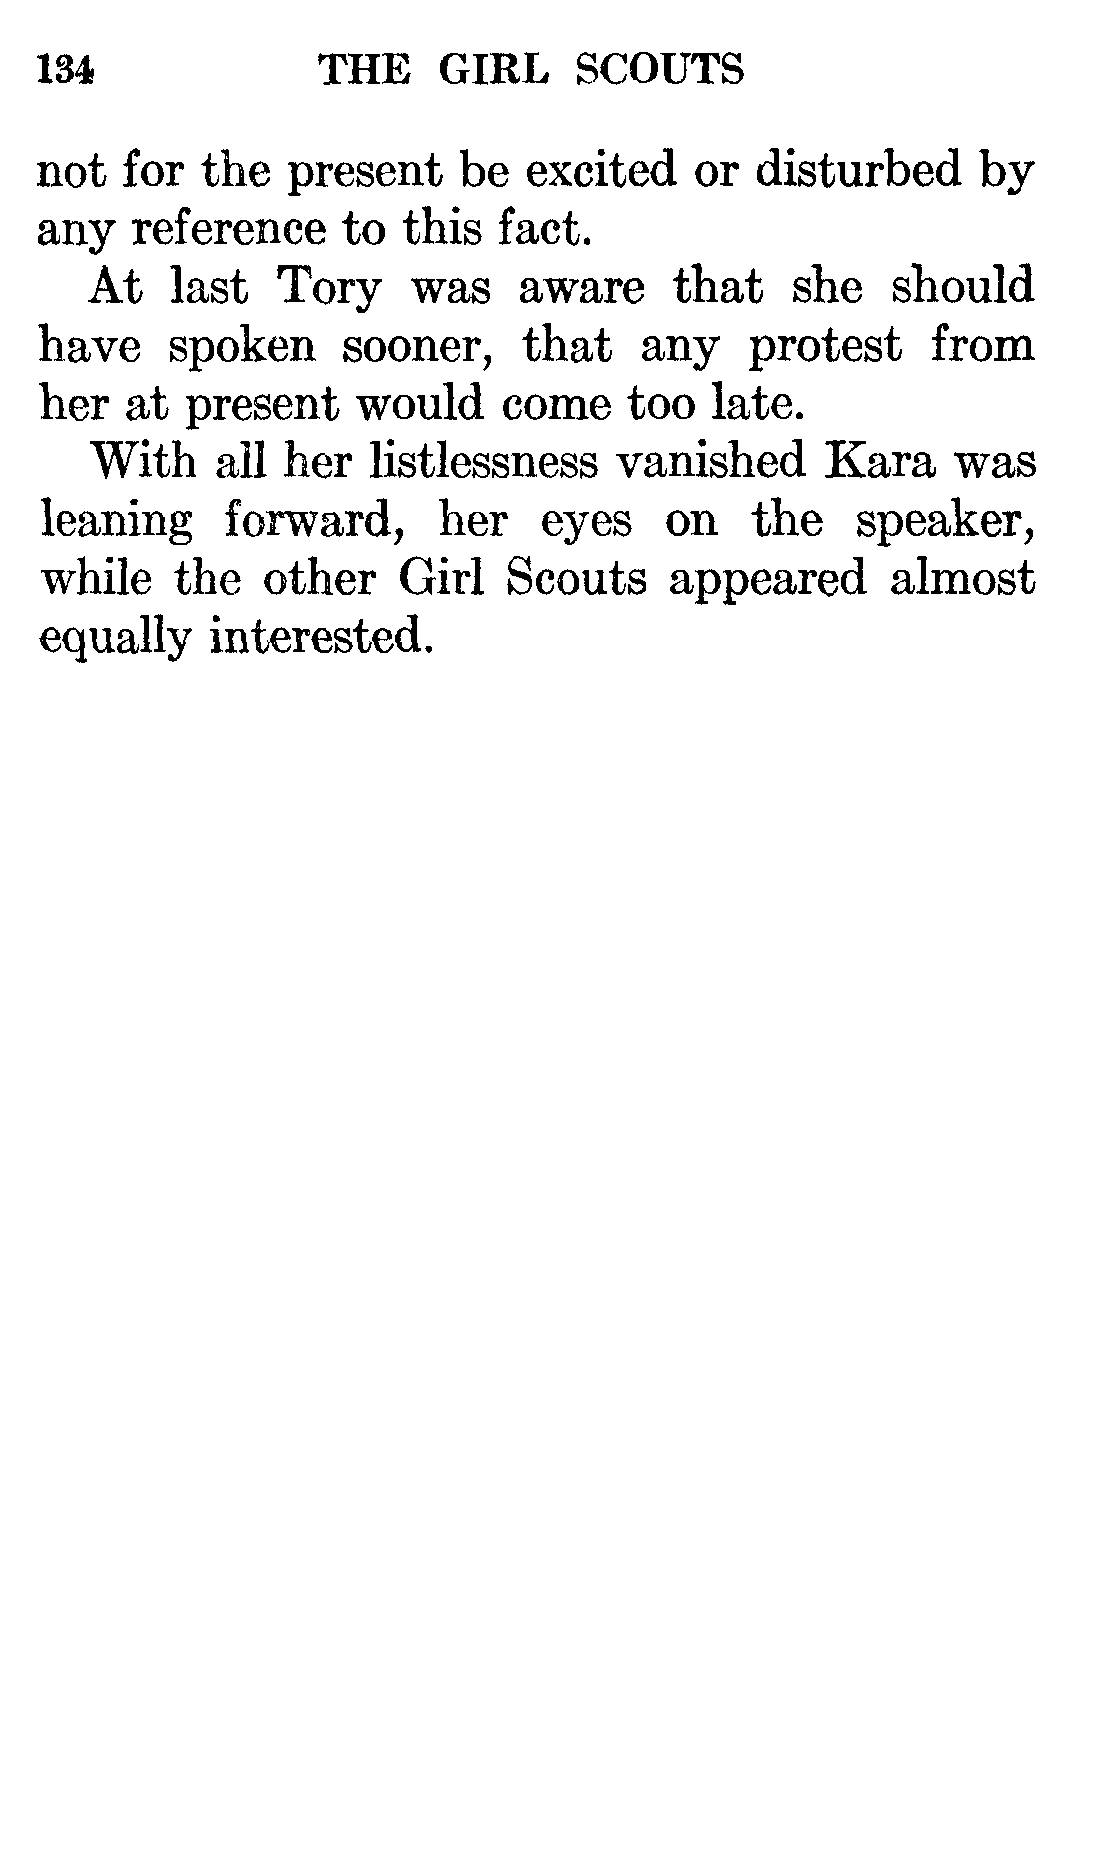 134 THE GIRL SCOUTS
not for the present be excited or disturbed by
any reference to this fact.
At last Tory was aware that she should
have spoken sooner, that any protest from
her at present would come too late.
With all her listlessness vanished Kara was
leaning forward, her eyes on the speaker,
while the other Girl Scouts appeared almost
equally interested.